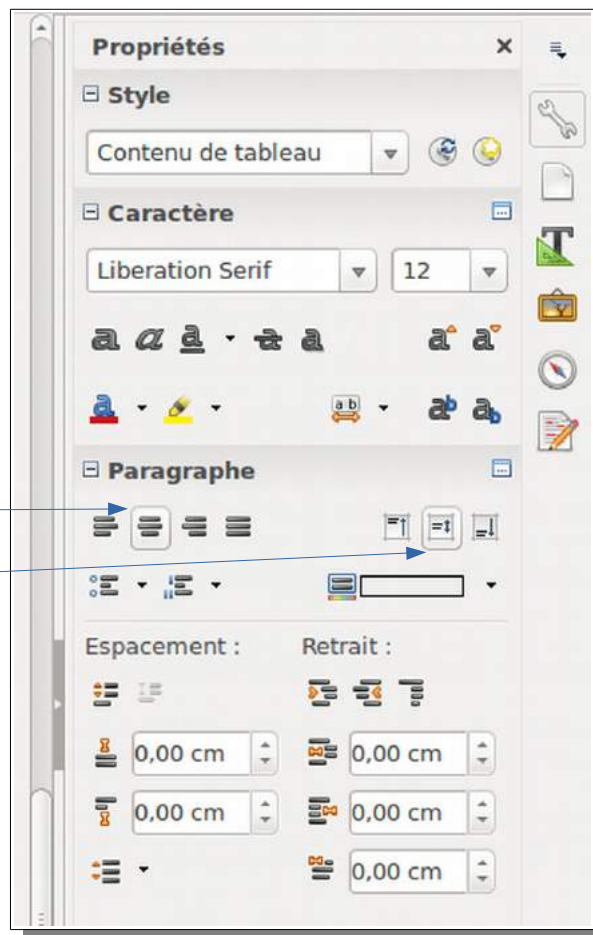 Propriétés
Style
Contenu de tableau
Caractère
Liberation Serif 12
a a a a a a a
a a b a b a b
Paragraphe
Espacement : Retrait :
0,00 cm 0,00 cm
0,00 cm 0,00 cm
0,00 cm